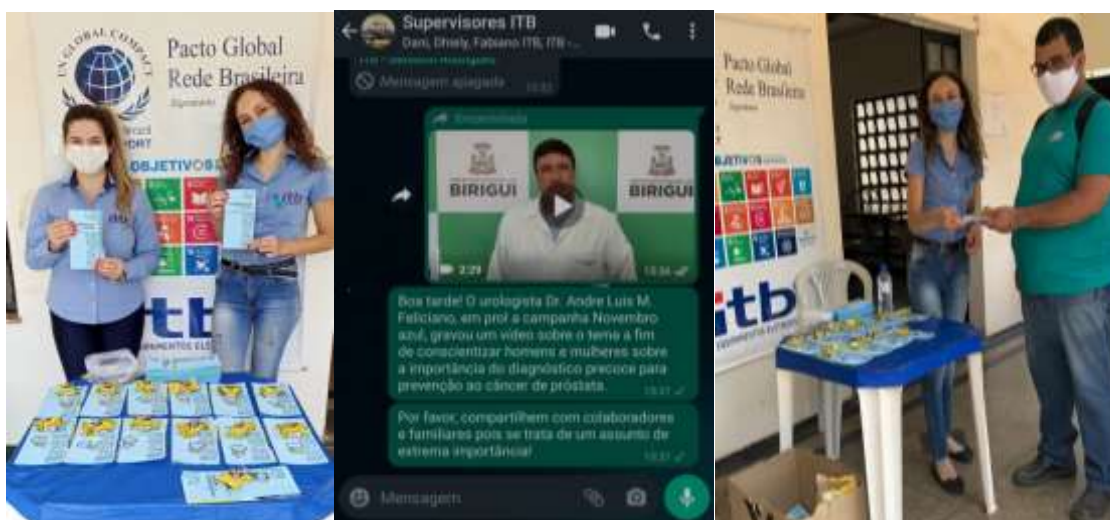 UN GLOBAL COMPACT
Pacto Global
Rede Brasileira
OBJETIVOS
itb
Supervisores ITB
Dani, Dhiely, Fabiano ITB, ITB -...
Mensagem apagada
Encaminhada
BIRIGUI
BIRIGUI
2:29
Boa tarde! O urologista Dr. Andre Luis M.
Feliciano, em prol a campanha Novembro
azul, gravou um vídeo sobre o tema a fim
de conscientizar homens e mulheres sobre
a importância do diagnóstico precoce para
prevenção ao câncer de próstata.
Por favor, compartilhem com colaboradores
e familiares pois se trata de um assunto de
extrema importância!
Mensagem
Pacto Global
Rede Brasileira
itb